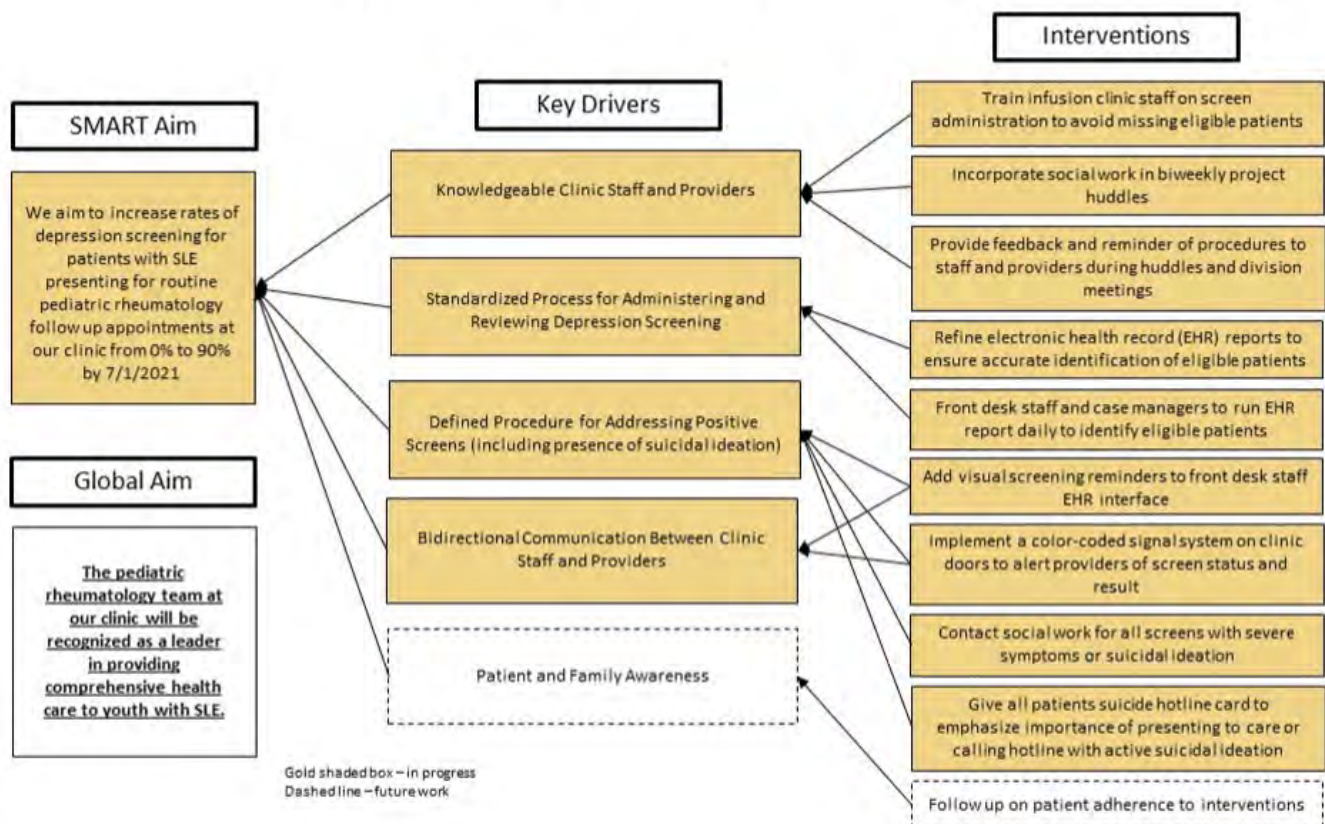 SMART Aim
We aim to increase rates of
depression screening for
patients with SLE
presenting for routine
pediatric rheumatology
follow up appointments at
our clinic from 0% to 90%
by 7/1/2021
Global Aim
The pediatric
rheumatology team at
our clinic will be
recognized as a leader
in providing
comprehensive health
care to youth with SLE.
Key Drivers
Knowledgeable Clinic Staff and Providers
Standardized Process for Administering and
Reviewing Depression Screening
Defined Procedure for Addressing Positive
Screens (including presence of suicidal ideation)
Bidirectional Communication Between Clinic
Staff and Providers
Patient and Family Awareness
Gold shaded box – in progress
Dashed line – future work
Interventions
Train infusion clinic staff on screen
administration to avoid missing eligible patients
Incorporate social work in biweekly project
huddles
Provide feedback and reminder of procedures to
staff and providers during huddles and division
meetings
Refine electronic health record (EHR) reports to
ensure accurate identification of eligible patients
Front desk staff and case managers to run EHR
report daily to identify eligible patients
Add visual screening reminders to front desk staff
EHR interface
Implement a color-coded signal system on clinic
doors to alert providers of screen status and
result
Contact social work for all screens with severe
symptoms or suicidal ideation
Give all patients suicide hotline card to
emphasize importance of presenting to care or
calling hotline with active suicidal ideation
Follow up on patient adherence to interventions